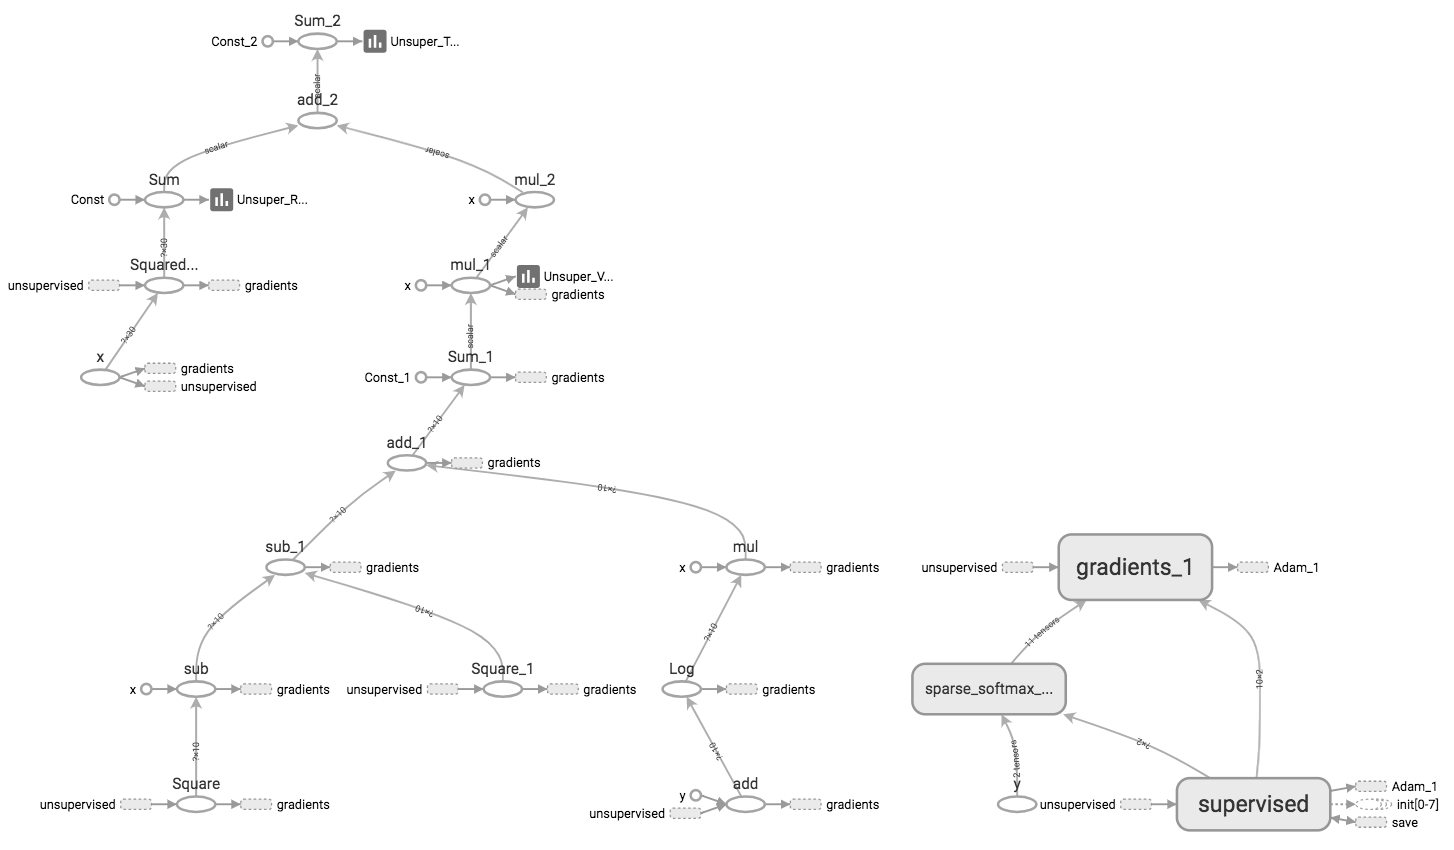 Sum_2
Const_2
Unsuper_T...
scalar
add_2
scalar
scalar
Sum
Const
Unsuper_R...
mul_2
x
?×30
scalar
Squared...
unsupervised
gradients
mul_1
x
Unsuper_V...
gradients
?×30
scalar
x
gradients
unsupervised
Sum_1
Const_1
gradients
?×10
add_1
gradients
?×10
?×10
sub_1
gradients
mul
x
gradients
gradients_1
unsupervised
Adam_1
?×10
?×10
?×10
11 tensors
sub
x
gradients
Square_1
unsupervised
gradients
Log
gradients
sparse_softmax_...
10×2
?×10
?×10
2 tensors
?×2
Square
unsupervised
gradients
add
y
unsupervised
gradients
y
unsupervised
supervised
Adam_1
init[0-7]
save